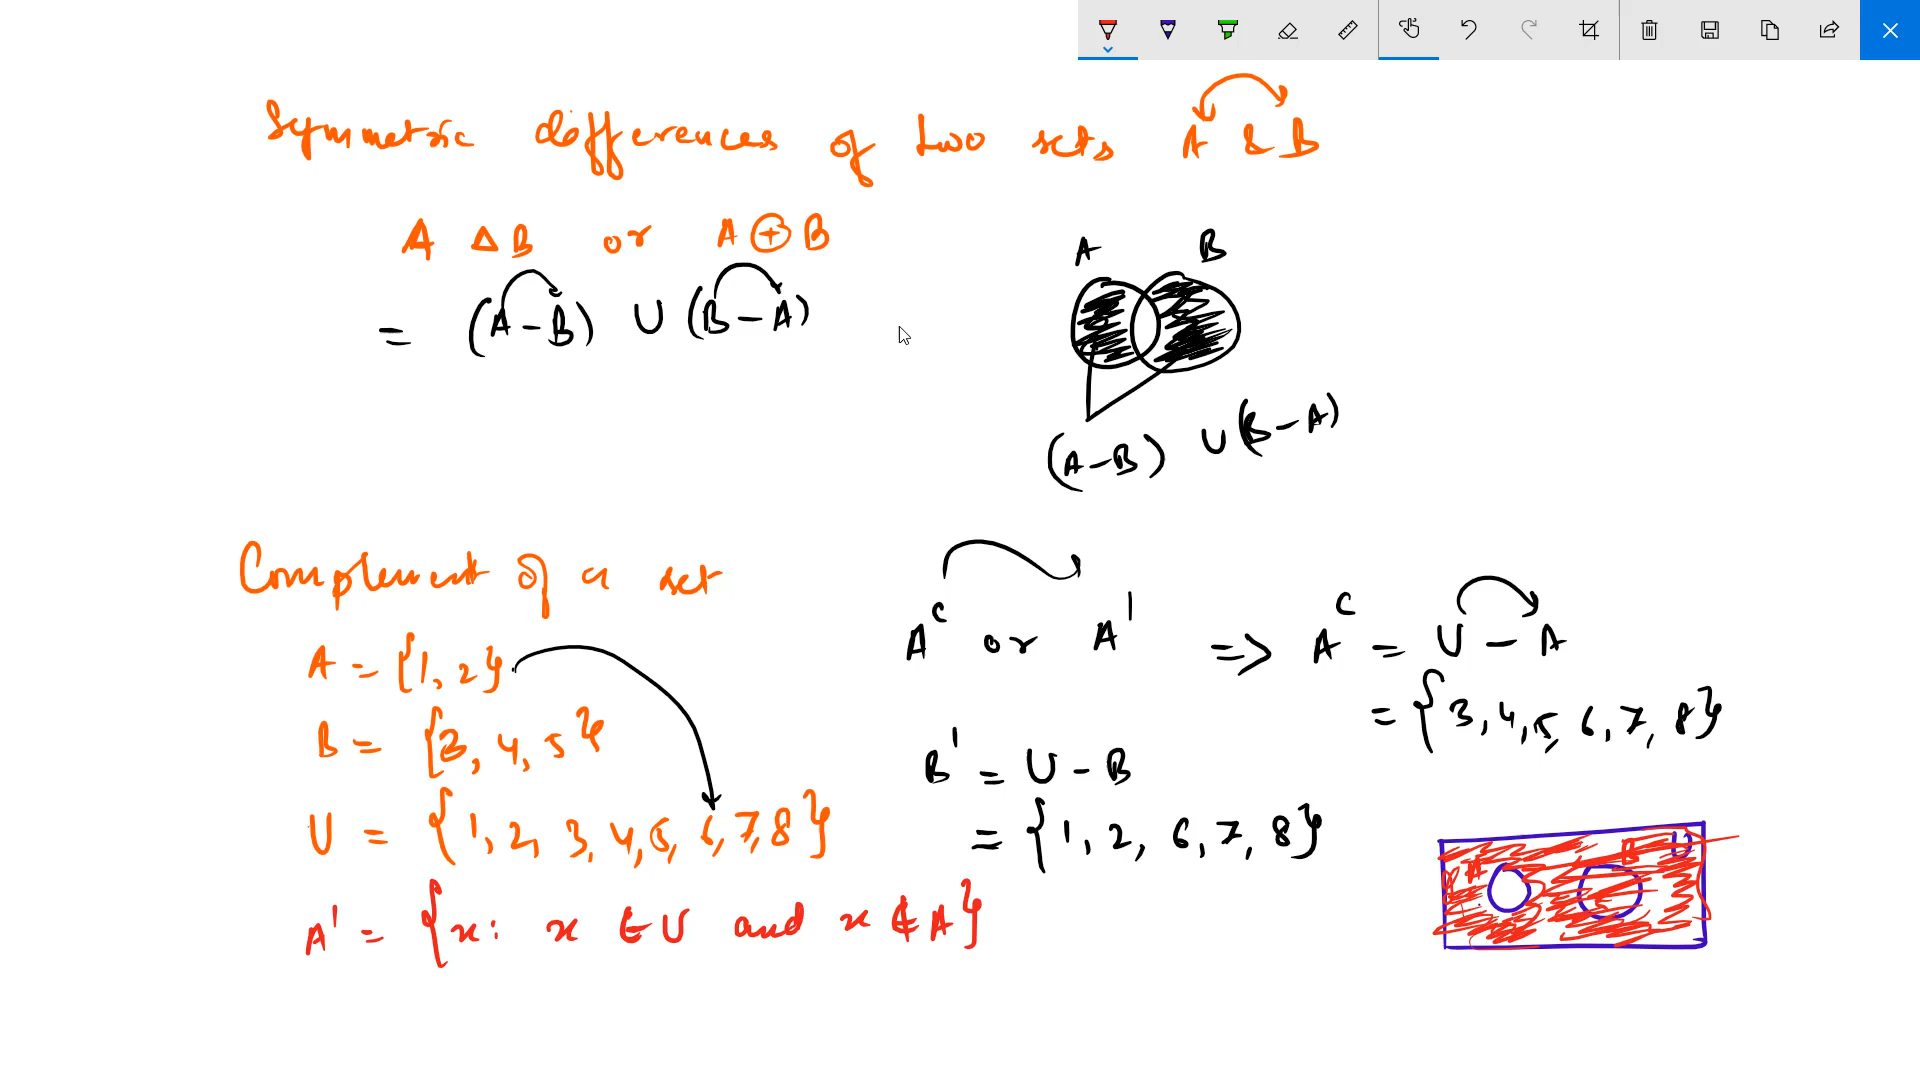 Symmetric differences of two sets A & B
A Δ B or A ⊕ B
= (A - B) ∪ (B - A)
A B
(A - B) ∪ (B - A)
Complement of a set
A = {1, 2}
B = {3, 4, 5}
U = {1, 2, 3, 4, 5, 6, 7, 8}
A' = {x : x ∈ U and x ∉ A}
A^c or A' => A^c = U - A
= {3, 4, 5, 6, 7, 8}
B' = U - B
= {1, 2, 6, 7, 8}
A B U